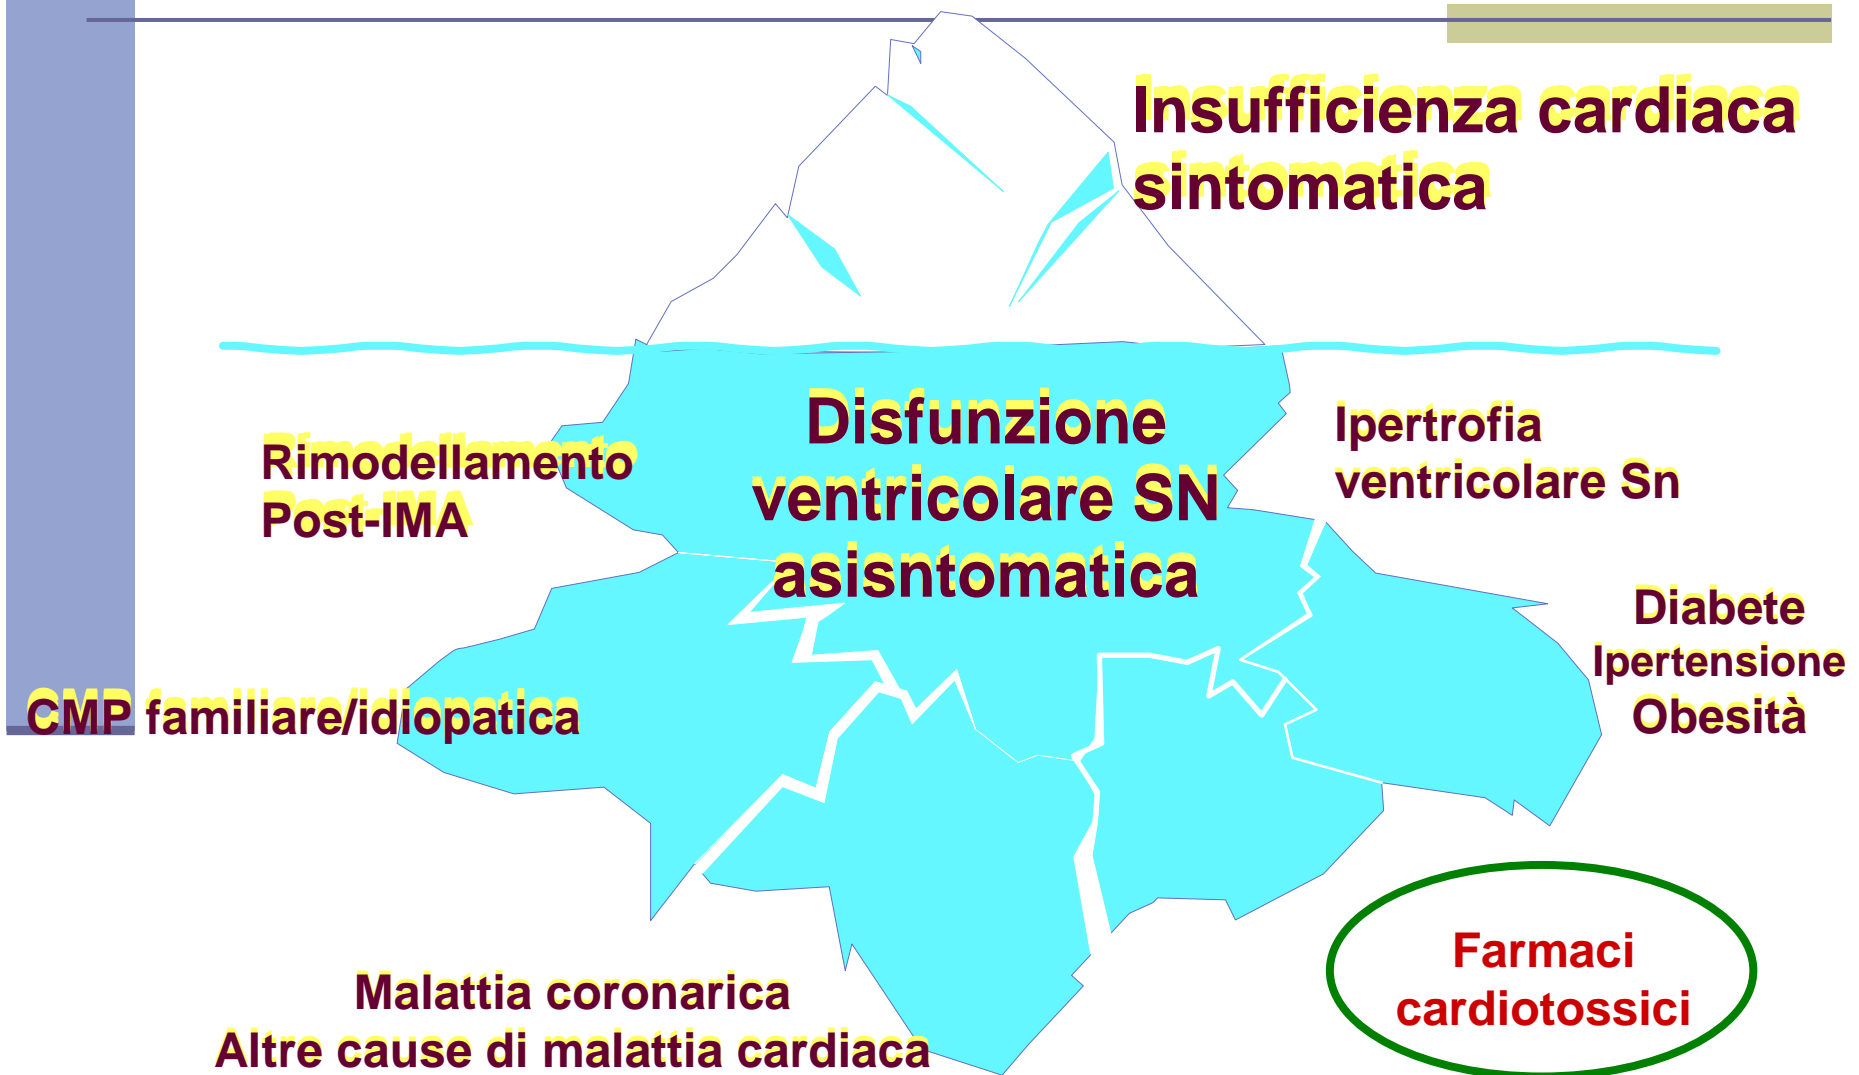 Insufficienza cardiaca
sintomatica
Disfunzione
ventricolare SN
asisntomatica
Rimodellamento
Post-IMA
Ipertrofia
ventricolare Sn
CMP familiare/idiopatica
Diabete
Ipertensione
Obesità
Malattia coronarica
Altre cause di malattia cardiaca
Farmaci
cardiotossici